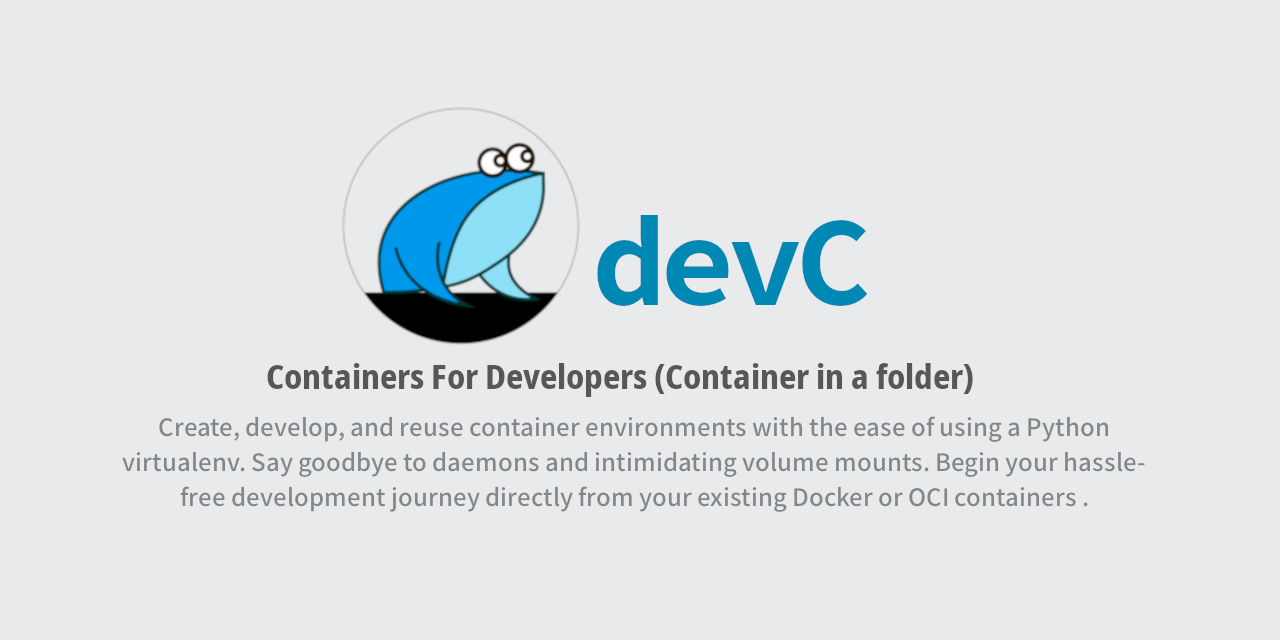 devC
Containers For Developers (Container in a folder)
Create, develop, and reuse container environments with the ease of using a Python
virtualenv. Say goodbye to daemons and intimidating volume mounts. Begin your hassle-
free development journey directly from your existing Docker or OCI containers .